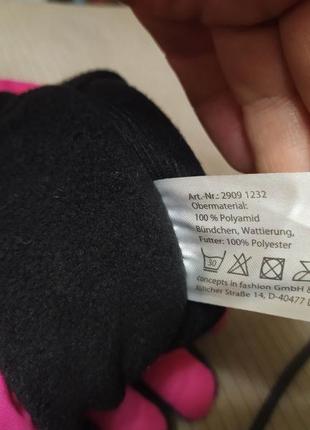 Art.-Nr.: 2909 1232
Obermaterial:
100 % Polyamid
Bündchen, Wattierung,
Futter: 100% Polyester
30
concepts in fashion GmbH &
Jülicher Straße 14, D-40477